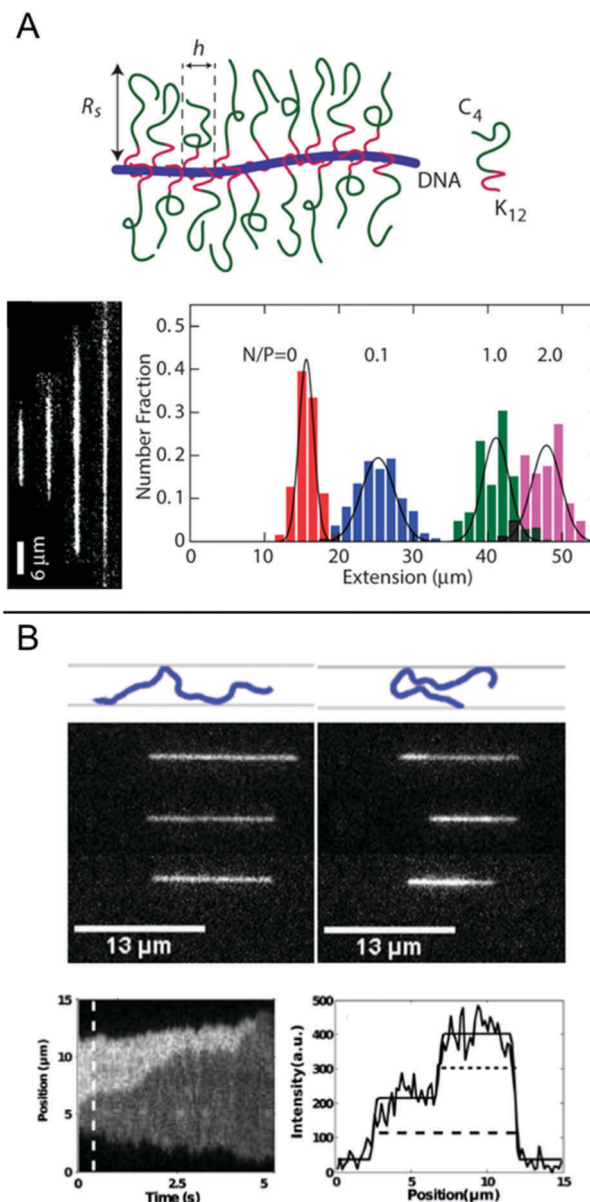 A
h
R_s
C_4
DNA
K_12
N/P=0 0.1 1.0 2.0
0.5
0.4
0.3
0.2
0.1
0
Number Fraction
0 10 20 30 40 50
Extension (μm)
6 μm
B
13 μm
13 μm
15
10
5
0
Position (μm)
0 2.5 5
Time (s)
500
400
300
200
100
0
Intensity(a.u.)
0 5 10 15
Position(μm)